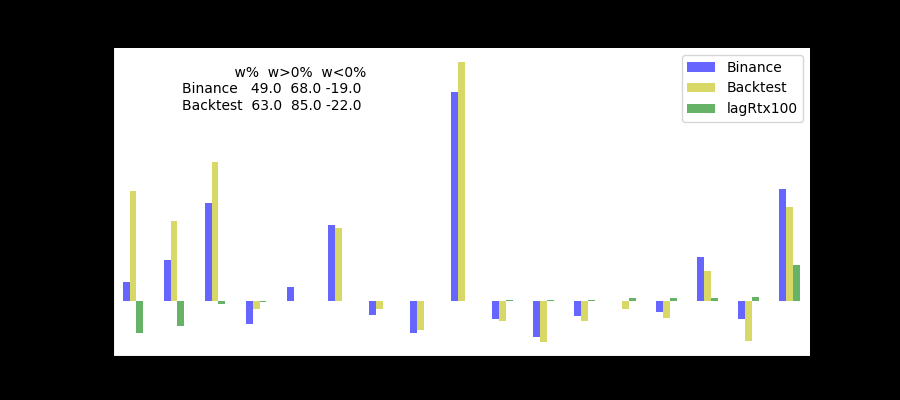 w% w>0% w<0%
Binance 49.0 68.0 -19.0
Backtest 63.0 85.0 -22.0
Binance
Backtest
lagRtx100